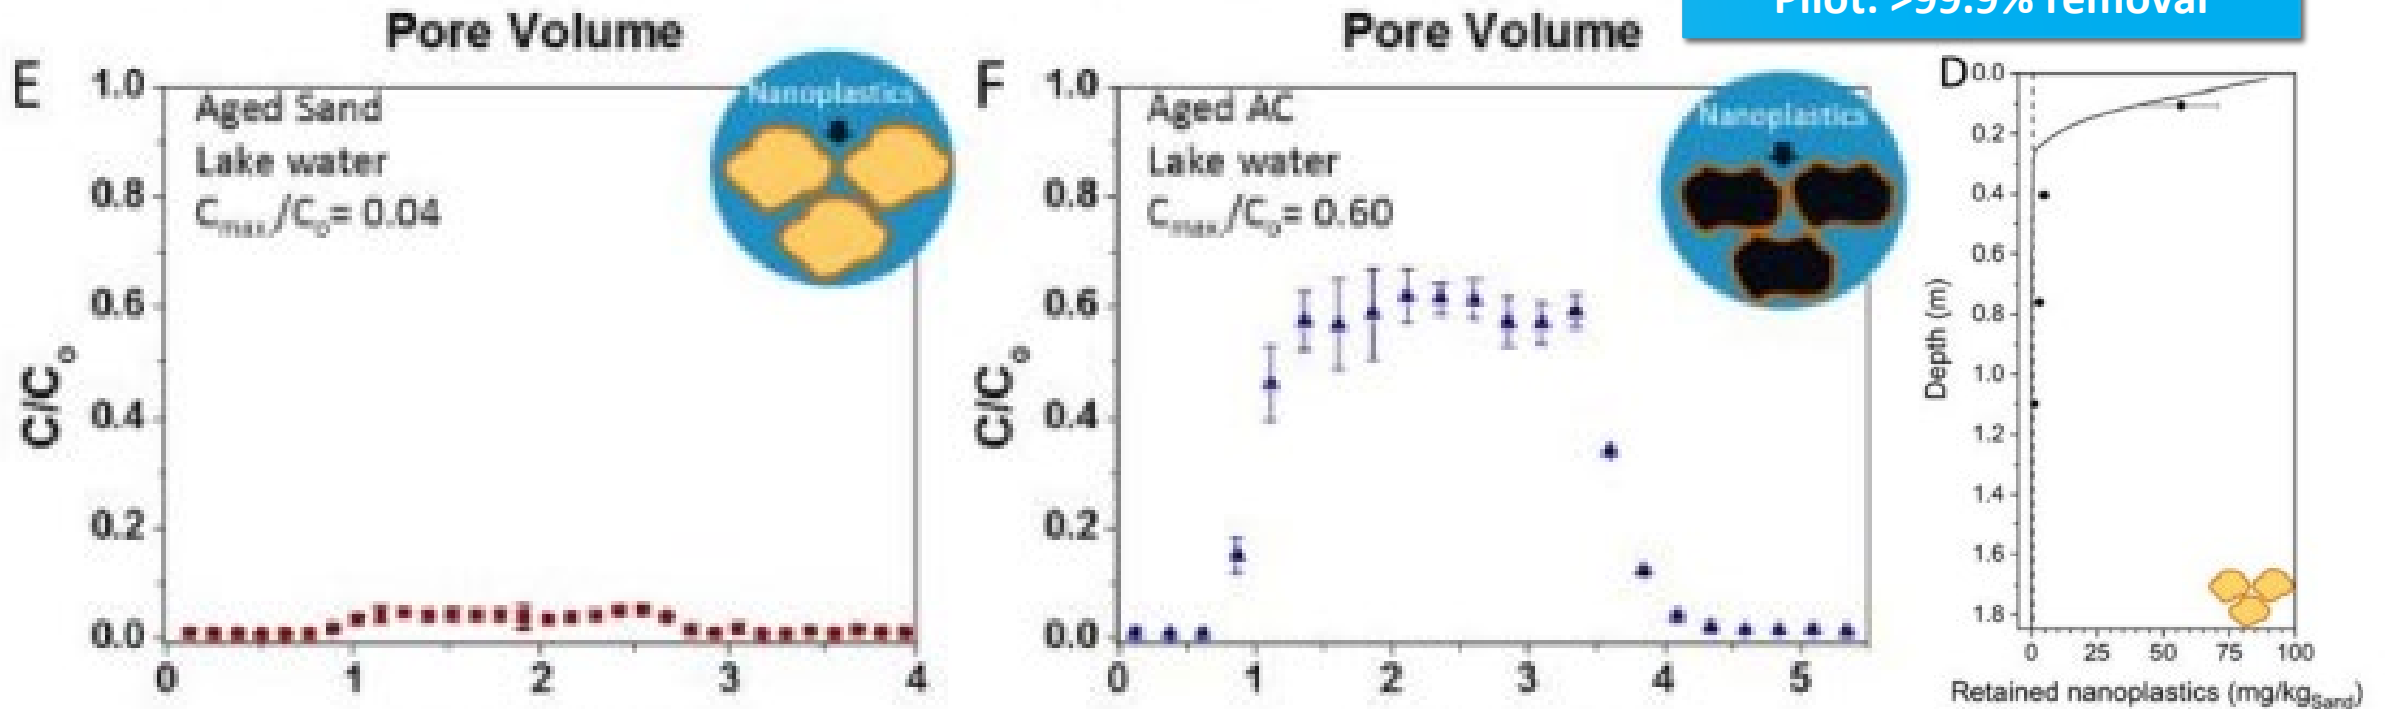 Pore Volume
Pore Volume
Pilot: >99.9% removal
E
1.0
0.8
0.6
0.4
0.2
0.0
C/Co
Aged Sand
Lake water
Cmax/Co= 0.04
Nanoplastics
0 1 2 3 4
F
1.0
0.8
0.6
0.4
0.2
0.0
C/Co
Aged AC
Lake water
Cmax/Co= 0.60
Nanoplastics
0 1 2 3 4 5
D
0.0
0.2
0.4
0.6
0.8
1.0
1.2
1.4
1.6
1.8
Depth (m)
0 25 50 75 100
Retained nanoplastics (mg/kgSand)